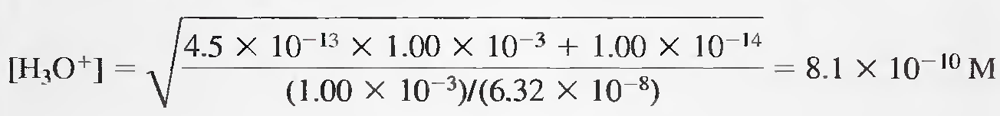 [H₃O⁺] = √((4.5 × 10⁻¹³ × 1.00 × 10⁻³ + 1.00 × 10⁻¹⁴)/((1.00 × 10⁻³)/(6.32 × 10⁻⁸))) = 8.1 × 10⁻¹⁰ M